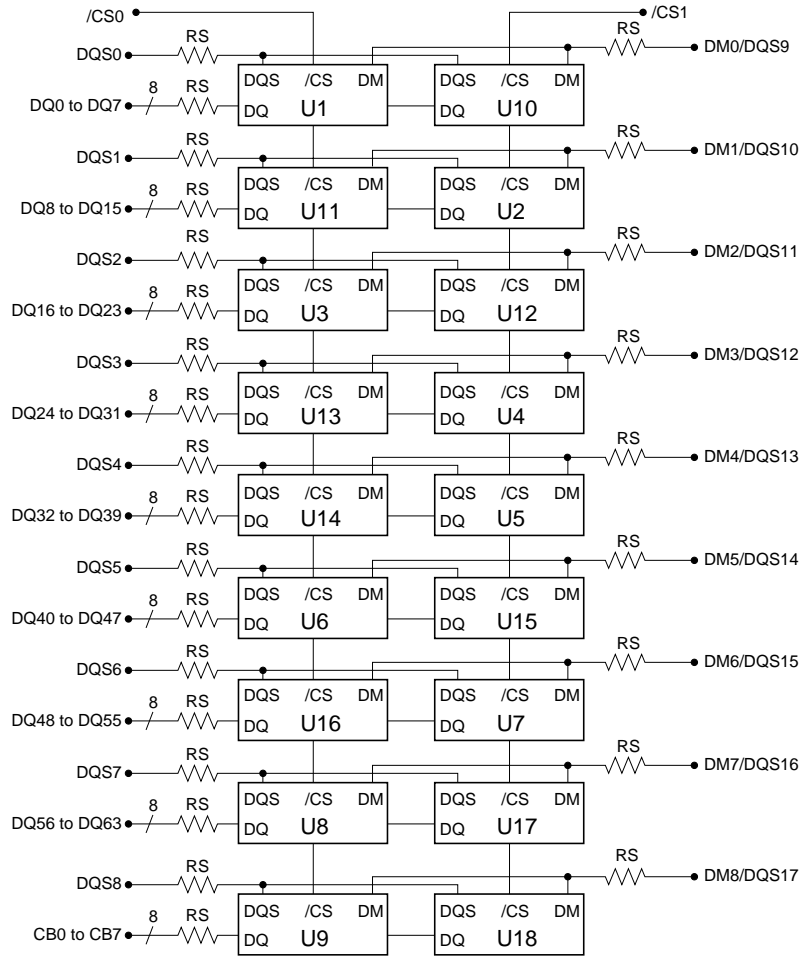 /CS0 /CS1
RS RS
DQS0 DM0/DQS9
8 RS DQS /CS DM DQS /CS DM
DQ0 to DQ7 DQ U1 DQ U10
RS RS
DQS1 DM1/DQS10
8 RS DQS /CS DM DQS /CS DM
DQ8 to DQ15 DQ U11 DQ U2
RS RS
DQS2 DM2/DQS11
8 RS DQS /CS DM DQS /CS DM
DQ16 to DQ23 DQ U3 DQ U12
RS RS
DQS3 DM3/DQS12
8 RS DQS /CS DM DQS /CS DM
DQ24 to DQ31 DQ U13 DQ U4
RS RS
DQS4 DM4/DQS13
8 RS DQS /CS DM DQS /CS DM
DQ32 to DQ39 DQ U14 DQ U5
RS RS
DQS5 DM5/DQS14
8 RS DQS /CS DM DQS /CS DM
DQ40 to DQ47 DQ U6 DQ U15
RS RS
DQS6 DM6/DQS15
8 RS DQS /CS DM DQS /CS DM
DQ48 to DQ55 DQ U16 DQ U7
RS RS
DQS7 DM7/DQS16
8 RS DQS /CS DM DQS /CS DM
DQ56 to DQ63 DQ U8 DQ U17
RS RS
DQS8 DM8/DQS17
8 RS DQS /CS DM DQS /CS DM
CB0 to CB7 DQ U9 DQ U18